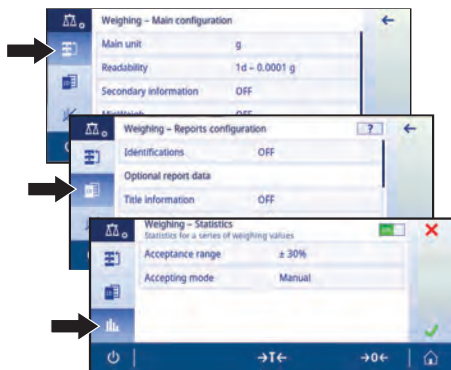 Weighing – Main configuration
Main unit g
Readability 1d – 0.0001 g
Secondary information OFF
MinWeigh OFF
Weighing – Reports configuration ?
Identifications OFF
Optional report data
Title information OFF
Weighing – Statistics
Statistics for a series of weighing values
Acceptance range ± 30%
Accepting mode Manual
→T← →0←